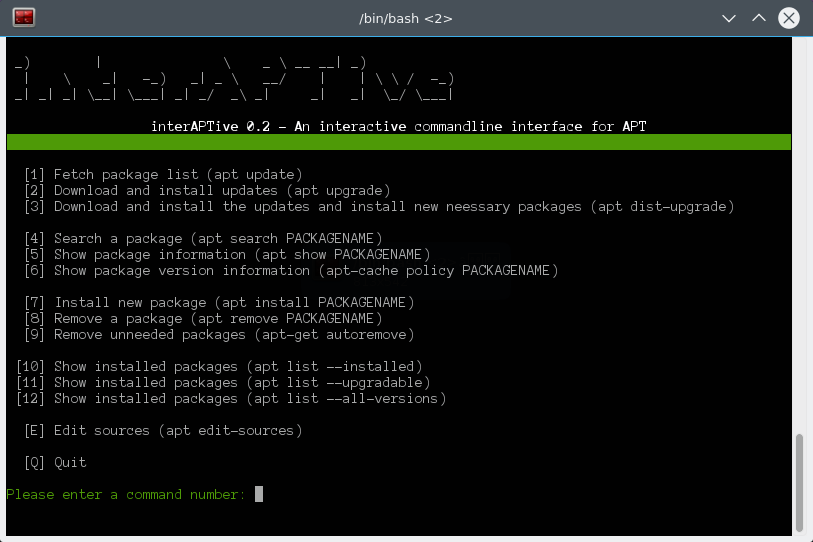 /bin/bash <2>
interAPTive
interAPTive 0.2 - An interactive commandline interface for APT
[1] Fetch package list (apt update)
[2] Download and install updates (apt upgrade)
[3] Download and install the updates and install new neessary packages (apt dist-upgrade)
[4] Search a package (apt search PACKAGENAME)
[5] Show package information (apt show PACKAGENAME)
[6] Show package version information (apt-cache policy PACKAGENAME)
[7] Install new package (apt install PACKAGENAME)
[8] Remove a package (apt remove PACKAGENAME)
[9] Remove unneeded packages (apt-get autoremove)
[10] Show installed packages (apt list --installed)
[11] Show installed packages (apt list --upgradable)
[12] Show installed packages (apt list --all-versions)
[E] Edit sources (apt edit-sources)
[Q] Quit
Please enter a command number: